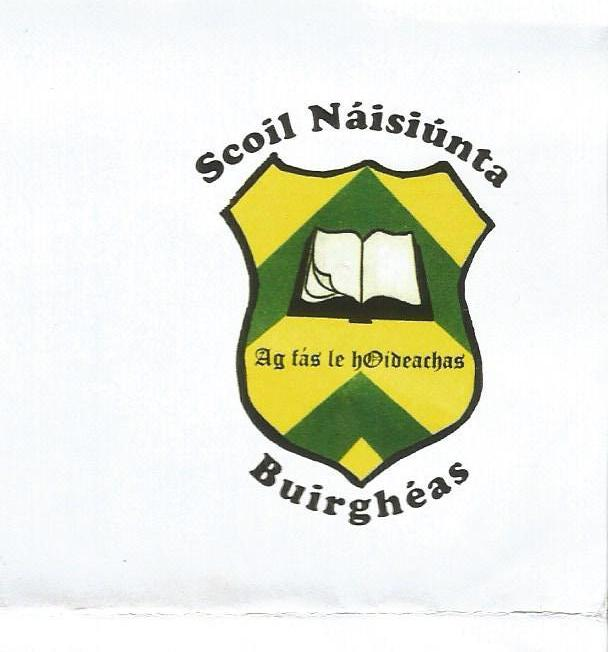 Scoil Náisiúnta
Ag fás le hOideachas
Buirghéas